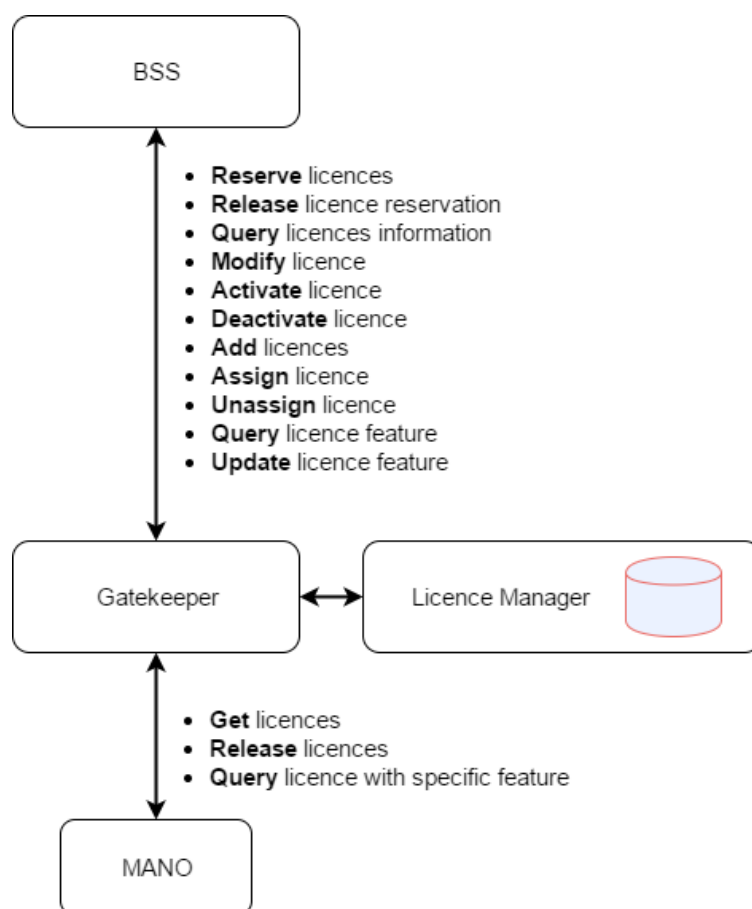 BSS
• Reserve licences
• Release licence reservation
• Query licences information
• Modify licence
• Activate licence
• Deactivate licence
• Add licences
• Assign licence
• Unassign licence
• Query licence feature
• Update licence feature
Gatekeeper
Licence Manager
• Get licences
• Release licences
• Query licence with specific feature
MANO